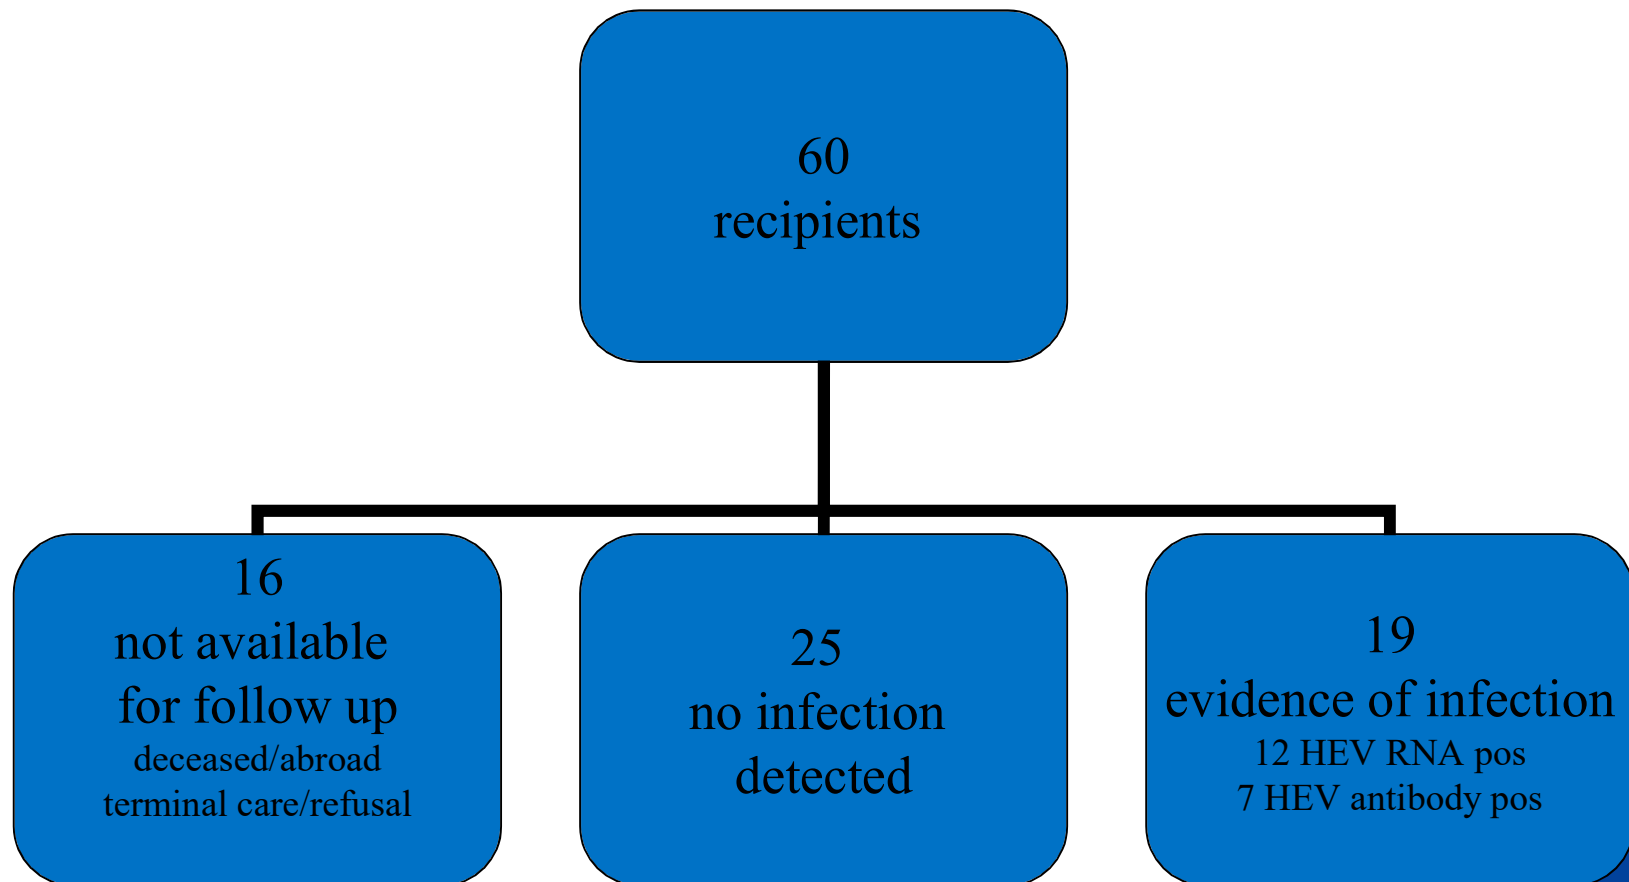 60
recipients
16
not available
for follow up
deceased/abroad
terminal care/refusal
25
no infection
detected
19
evidence of infection
12 HEV RNA pos
7 HEV antibody pos